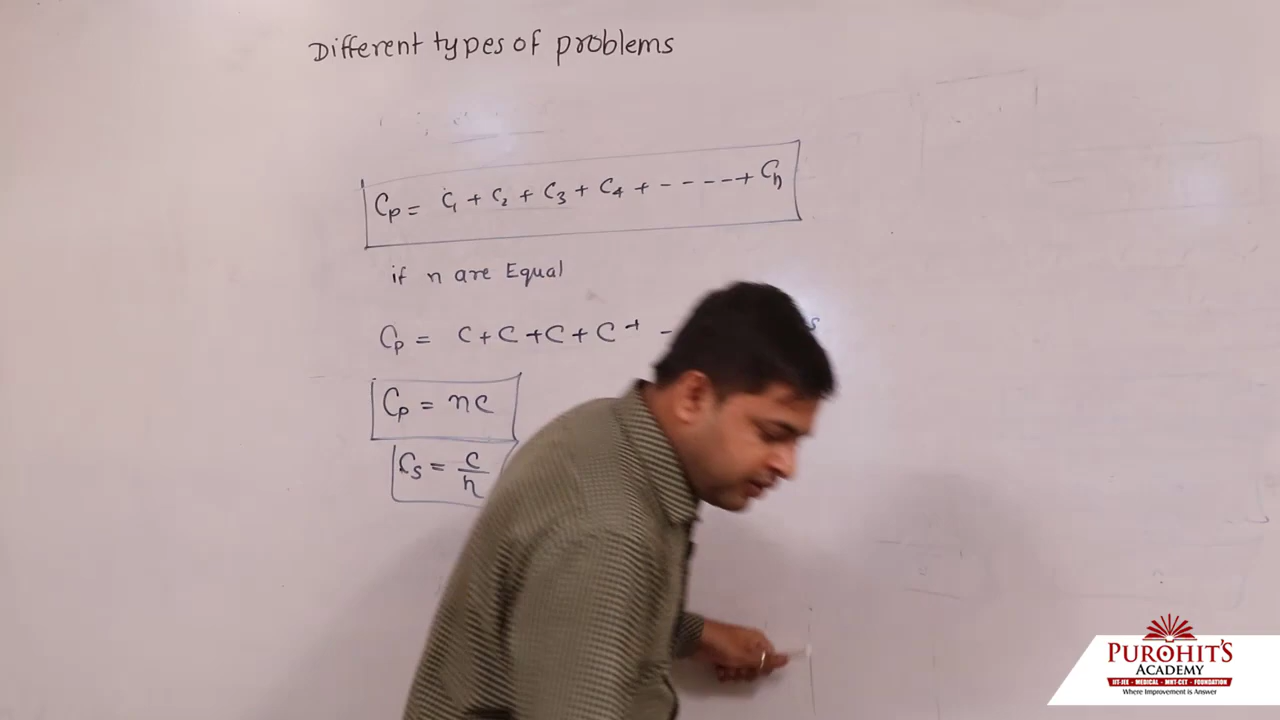 Different types of problems
Cp = C1 + C2 + C3 + C4 + - - - - + Cn
if n are Equal
Cp = C + C + C + C + -
Cp = nC
Cs = C/n
PUROHIT'S
ACADEMY
IIT-JEE - MEDICAL - MHT-CET - FOUNDATION
Where Improvement is Answer